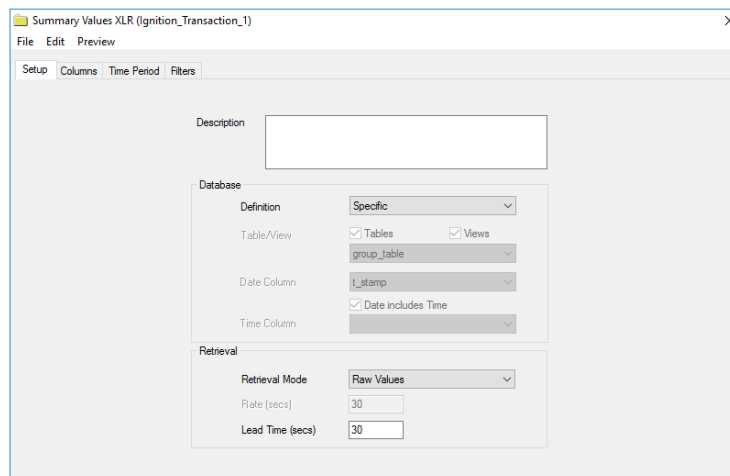 Summary Values XLR (Ignition_Transaction_1)
File Edit Preview
Setup Columns Time Period Filters
Description
Database
Definition Specific
Table/View Tables Views
group_table
Date Column t_stamp
Date includes Time
Time Column
Retrieval
Retrieval Mode Raw Values
Rate (secs) 30
Lead Time (secs) 30